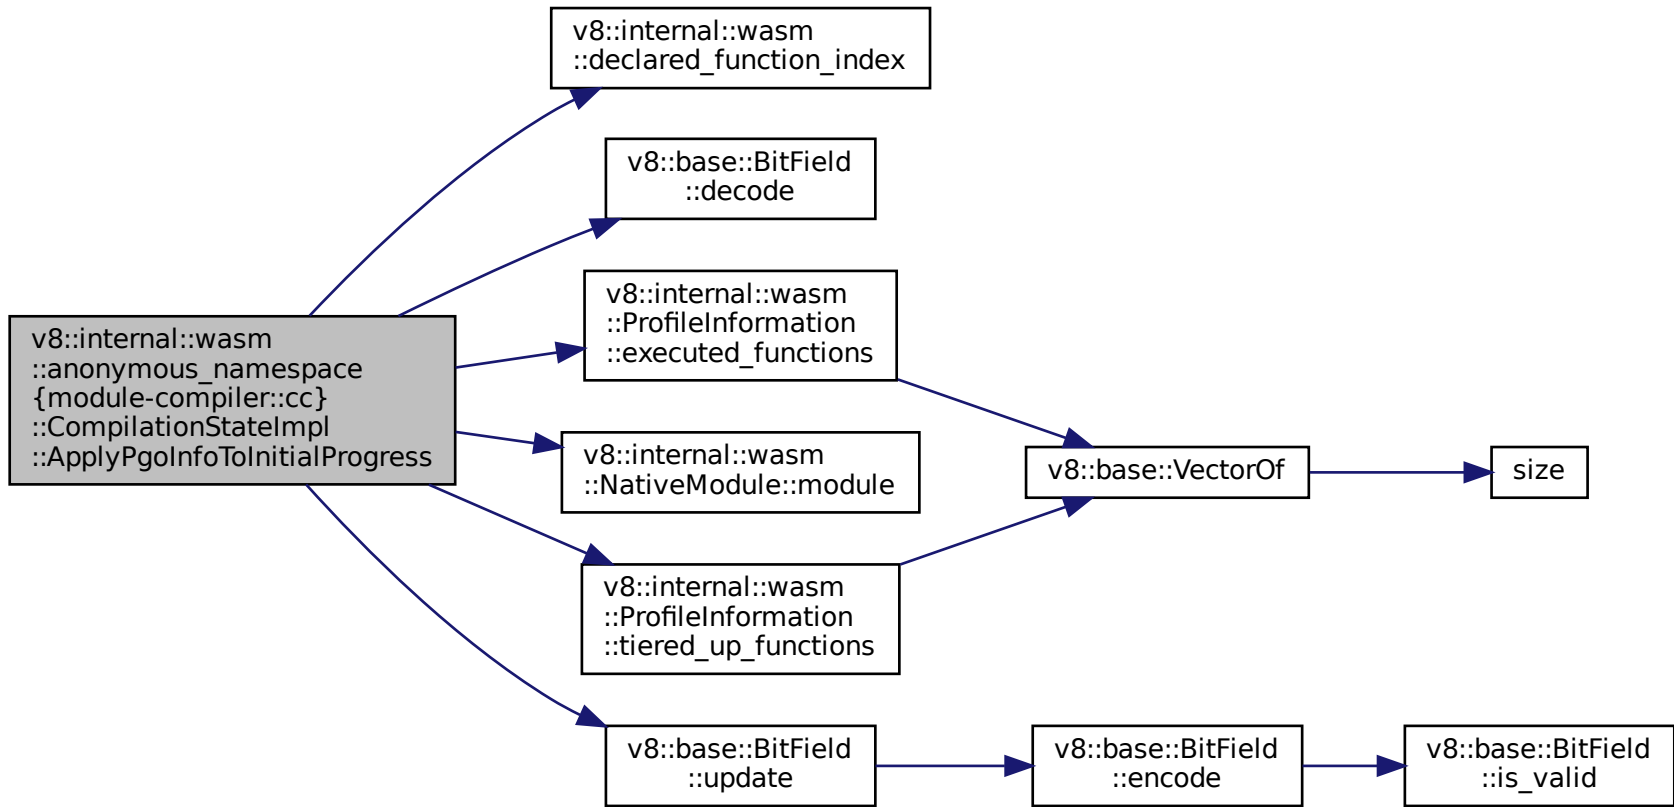 v8::internal::wasm
::declared_function_index
v8::base::BitField
::decode
v8::internal::wasm
::ProfileInformation
::executed_functions
v8::internal::wasm
::anonymous_namespace
{module-compiler::cc}
::CompilationStateImpl
::ApplyPgoInfoToInitialProgress
v8::internal::wasm
::NativeModule::module
v8::base::VectorOf
size
v8::internal::wasm
::ProfileInformation
::tiered_up_functions
v8::base::BitField
::update
v8::base::BitField
::encode
v8::base::BitField
::is_valid